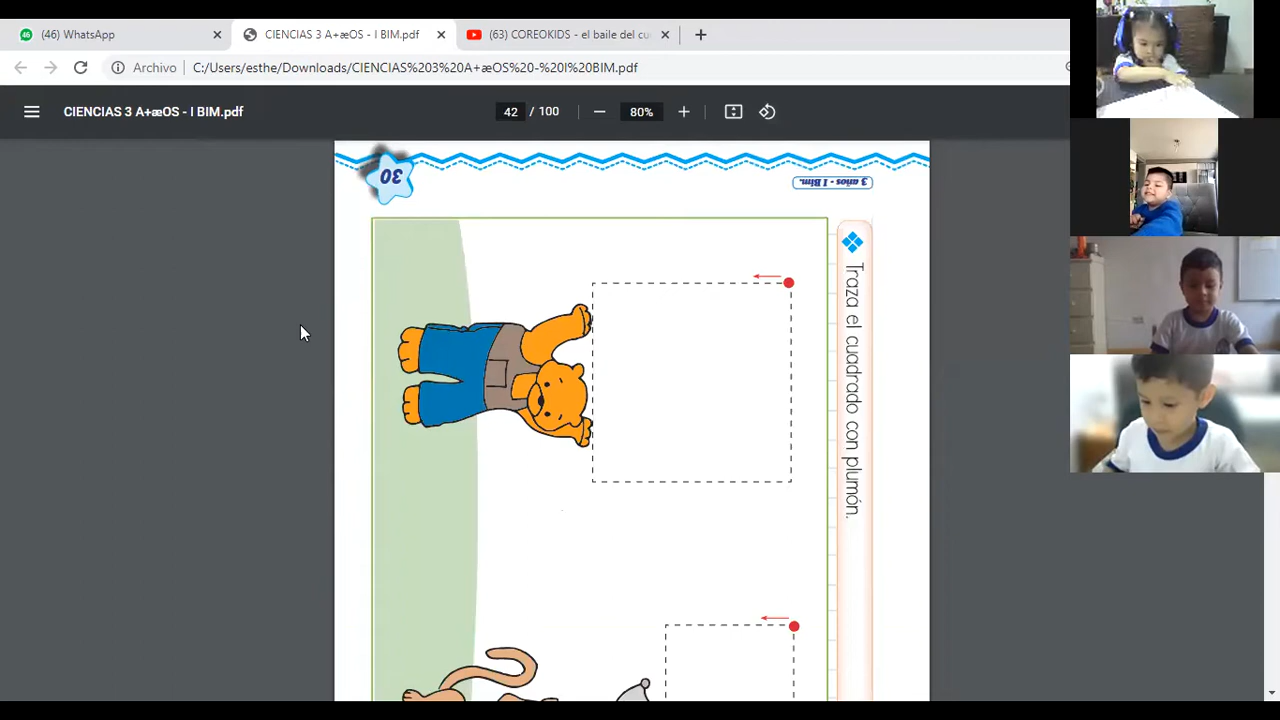 46
(46) WhatsApp
CIENCIAS 3 A+æOS - I BIM.pdf
(63) COREOKIDS - el baile del cu
Archivo
C:/Users/esthe/Downloads/CIENCIAS%203%20A+æOS%20-%20I%20BIM.pdf
CIENCIAS 3 A+æOS - I BIM.pdf
42 / 100
80%
30
3 años - I Bim.
Traza el cuadrado con plumón.